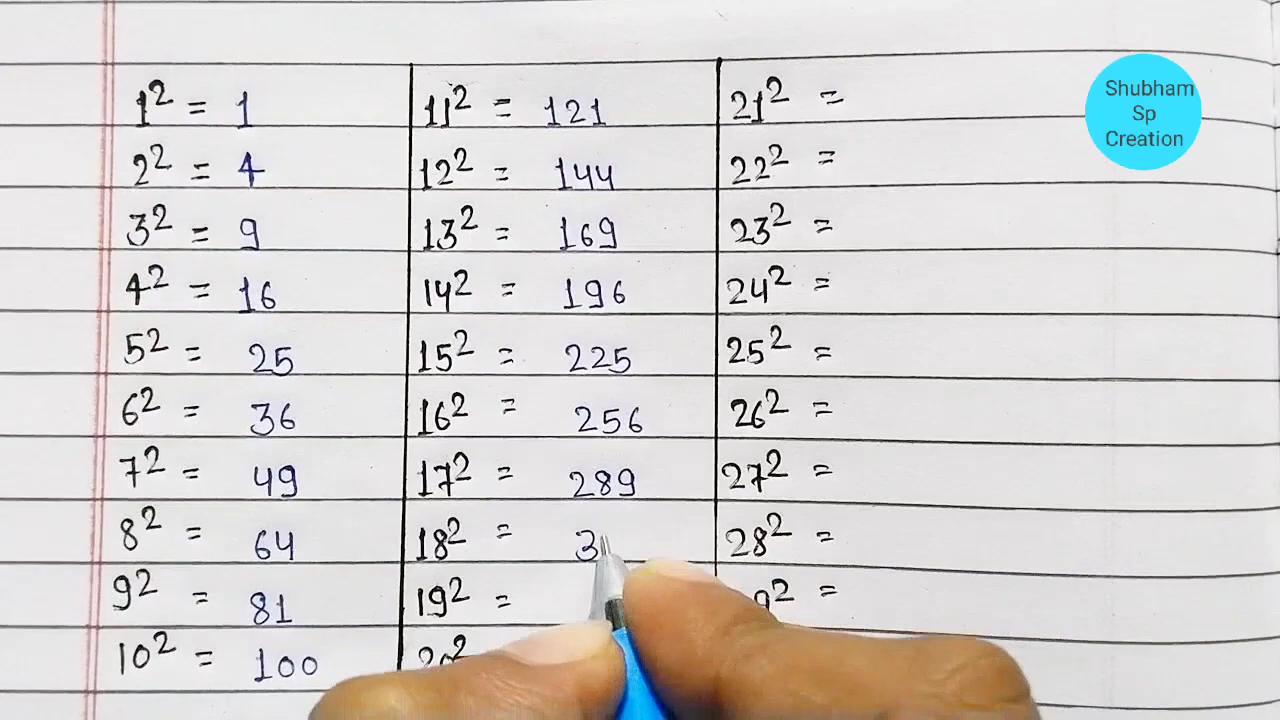 1² = 1
2² = 4
3² = 9
4² = 16
5² = 25
6² = 36
7² = 49
8² = 64
9² = 81
10² = 100
11² = 121
12² = 144
13² = 169
14² = 196
15² = 225
16² = 256
17² = 289
18² = 3
19² =
20²
21² =
22² =
23² =
24² =
25² =
26² =
27² =
28² =
9² =
Shubham
Sp
Creation